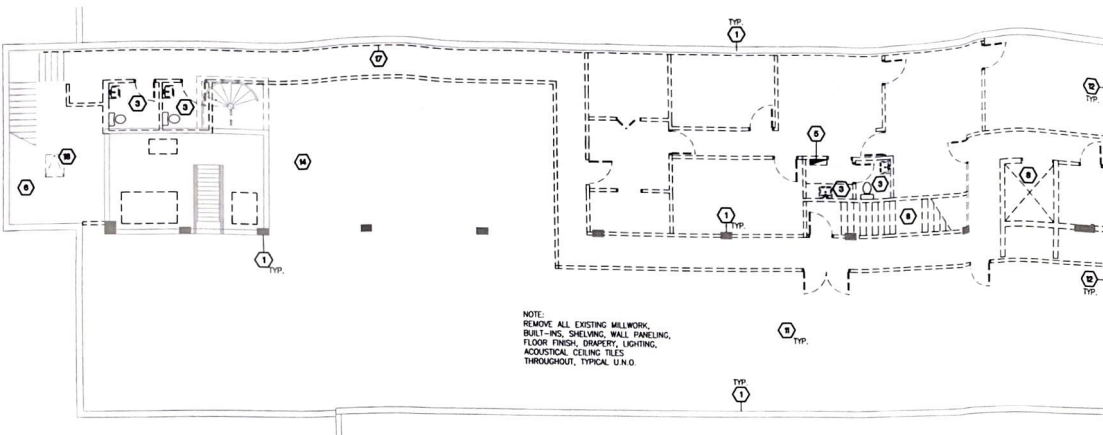 TYP.
1
17
12
TYP.
3
3
5
14
16
6
3
3
9
1
TYP.
8
1
TYP.
12
TYP.
NOTE:
REMOVE ALL EXISTING MILLWORK,
BUILT-INS, SHELVING, WALL PANELING,
FLOOR FINISH, DRAPERY, LIGHTING,
ACOUSTICAL CEILING TILES
THROUGHOUT, TYPICAL U.N.O.
11
TYP.
TYP.
1